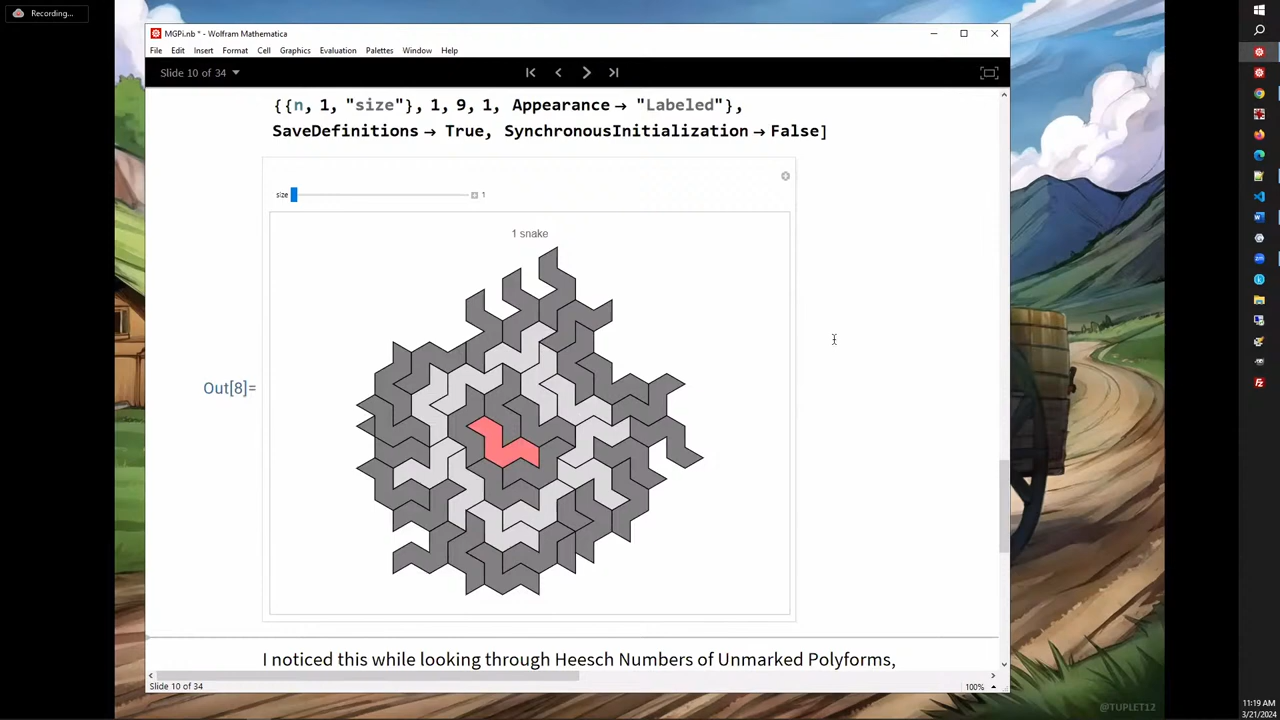 Recording...
MGPi.nb * - Wolfram Mathematica
File Edit Insert Format Cell Graphics Evaluation Palettes Window Help
Slide 10 of 34
{{n, 1, "size"}, 1, 9, 1, Appearance → "Labeled"},
SaveDefinitions → True, SynchronousInitialization → False]
size 1
1 snake
Out[8]=
I noticed this while looking through Heesch Numbers of Unmarked Polyforms,
Slide 10 of 34
100%
@TUPLET12
11:19 AM
3/21/2024